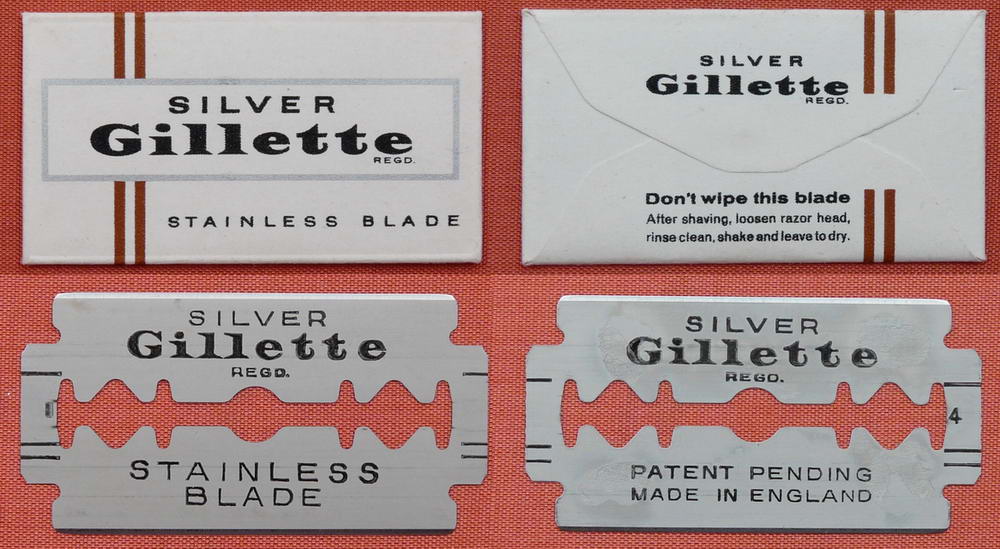 SILVER
Gillette
REGD.
STAINLESS BLADE
SILVER
Gillette
REGD.
Don't wipe this blade
After shaving, loosen razor head,
rinse clean, shake and leave to dry.
SILVER
Gillette
REGD.
STAINLESS
BLADE
SILVER
Gillette
REGD.
4
PATENT PENDING
MADE IN ENGLAND